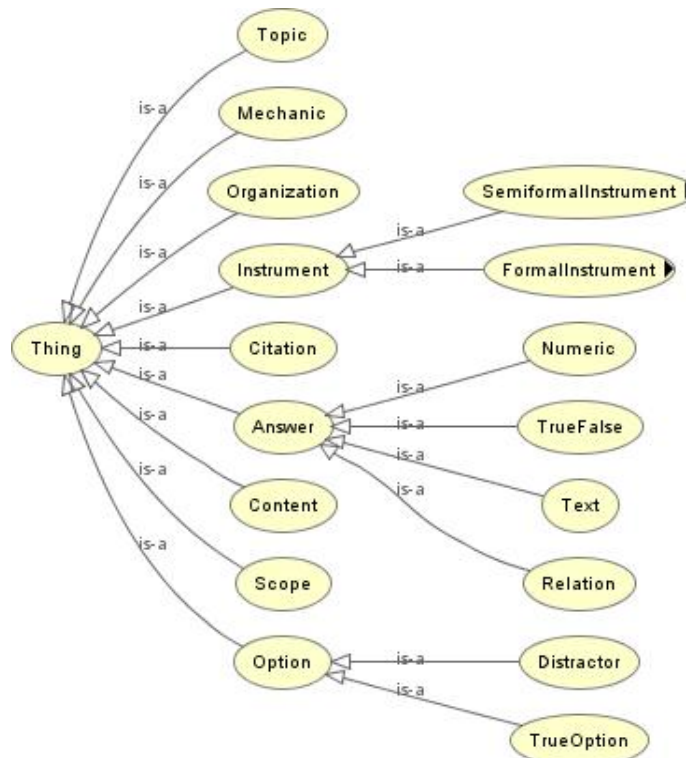 Topic
is-a
Mechanic
is-a
Organization
SemiformalInstrument
is-a
is-a
Instrument
is-a
FormalInstrument
is-a
Thing
is-a
Citation
Numeric
is-a
is-a
Answer
is-a
TrueFalse
is-a
is-a
Content
Text
is-a
is-a
Scope
Relation
is-a
Option
is-a
Distractor
is-a
TrueOption